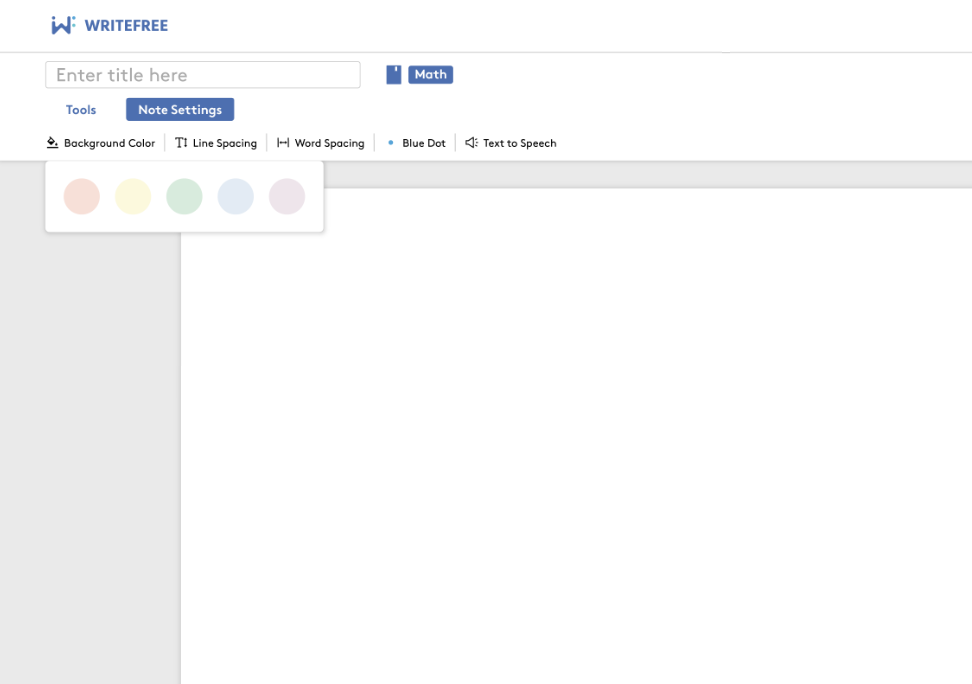 WRITEFREE
Enter title here
Math
Tools Note Settings
Background Color Line Spacing Word Spacing Blue Dot Text to Speech